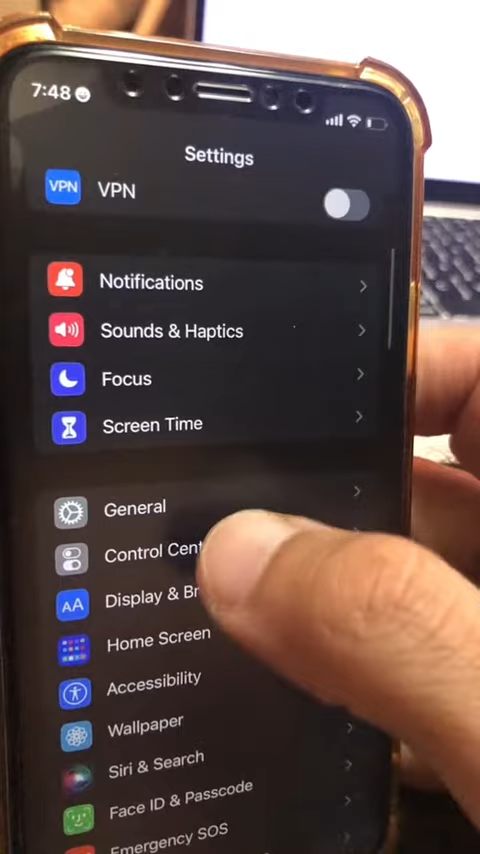 7:48
Settings
VPN VPN
Notifications
Sounds & Haptics
Focus
Screen Time
General
Control Cent
AA Display & Br
Home Screen
Accessibility
Wallpaper
Siri & Search
Face ID & Passcode
Emergency SOS